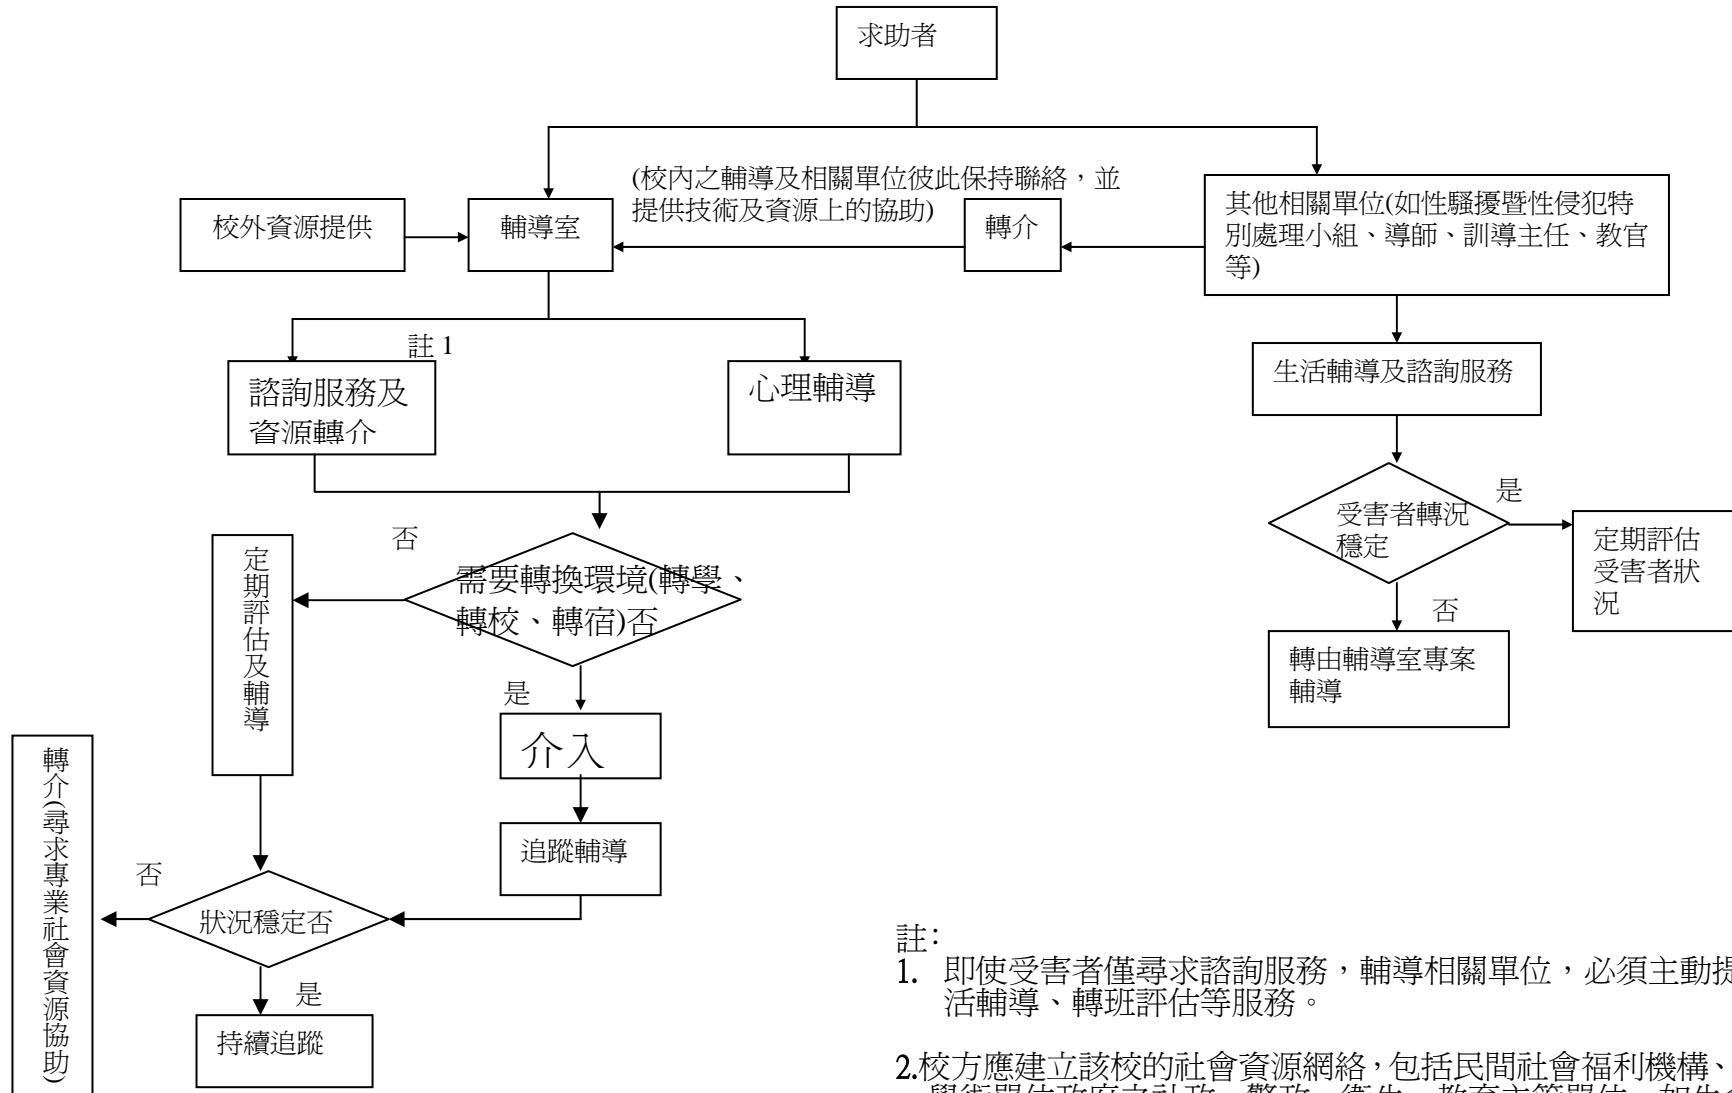 求助者
(校內之輔導及相關單位彼此保持聯絡，並
提供技術及資源上的協助)
校外資源提供
輔導室
轉介
其他相關單位(如性騷擾暨性侵犯特
別處理小組、導師、訓導主任、教官
等)
註 1
諮詢服務及
資源轉介
心理輔導
生活輔導及諮詢服務
受害者轉況
穩定
是
定期評估
受害者狀
況
否
轉由輔導室專案
輔導
否
需要轉換環境(轉學、
轉校、轉宿)否
定期評估及輔導
是
介入
追蹤輔導
轉介(尋求專業社會資源協助)
否
狀況穩定否
是
持續追蹤
註：
1. 即使受害者僅尋求諮詢服務，輔導相關單位，必須主動提
活輔導、轉班評估等服務。
2.校方應建立該校的社會資源網絡，包括民間社會福利機構、